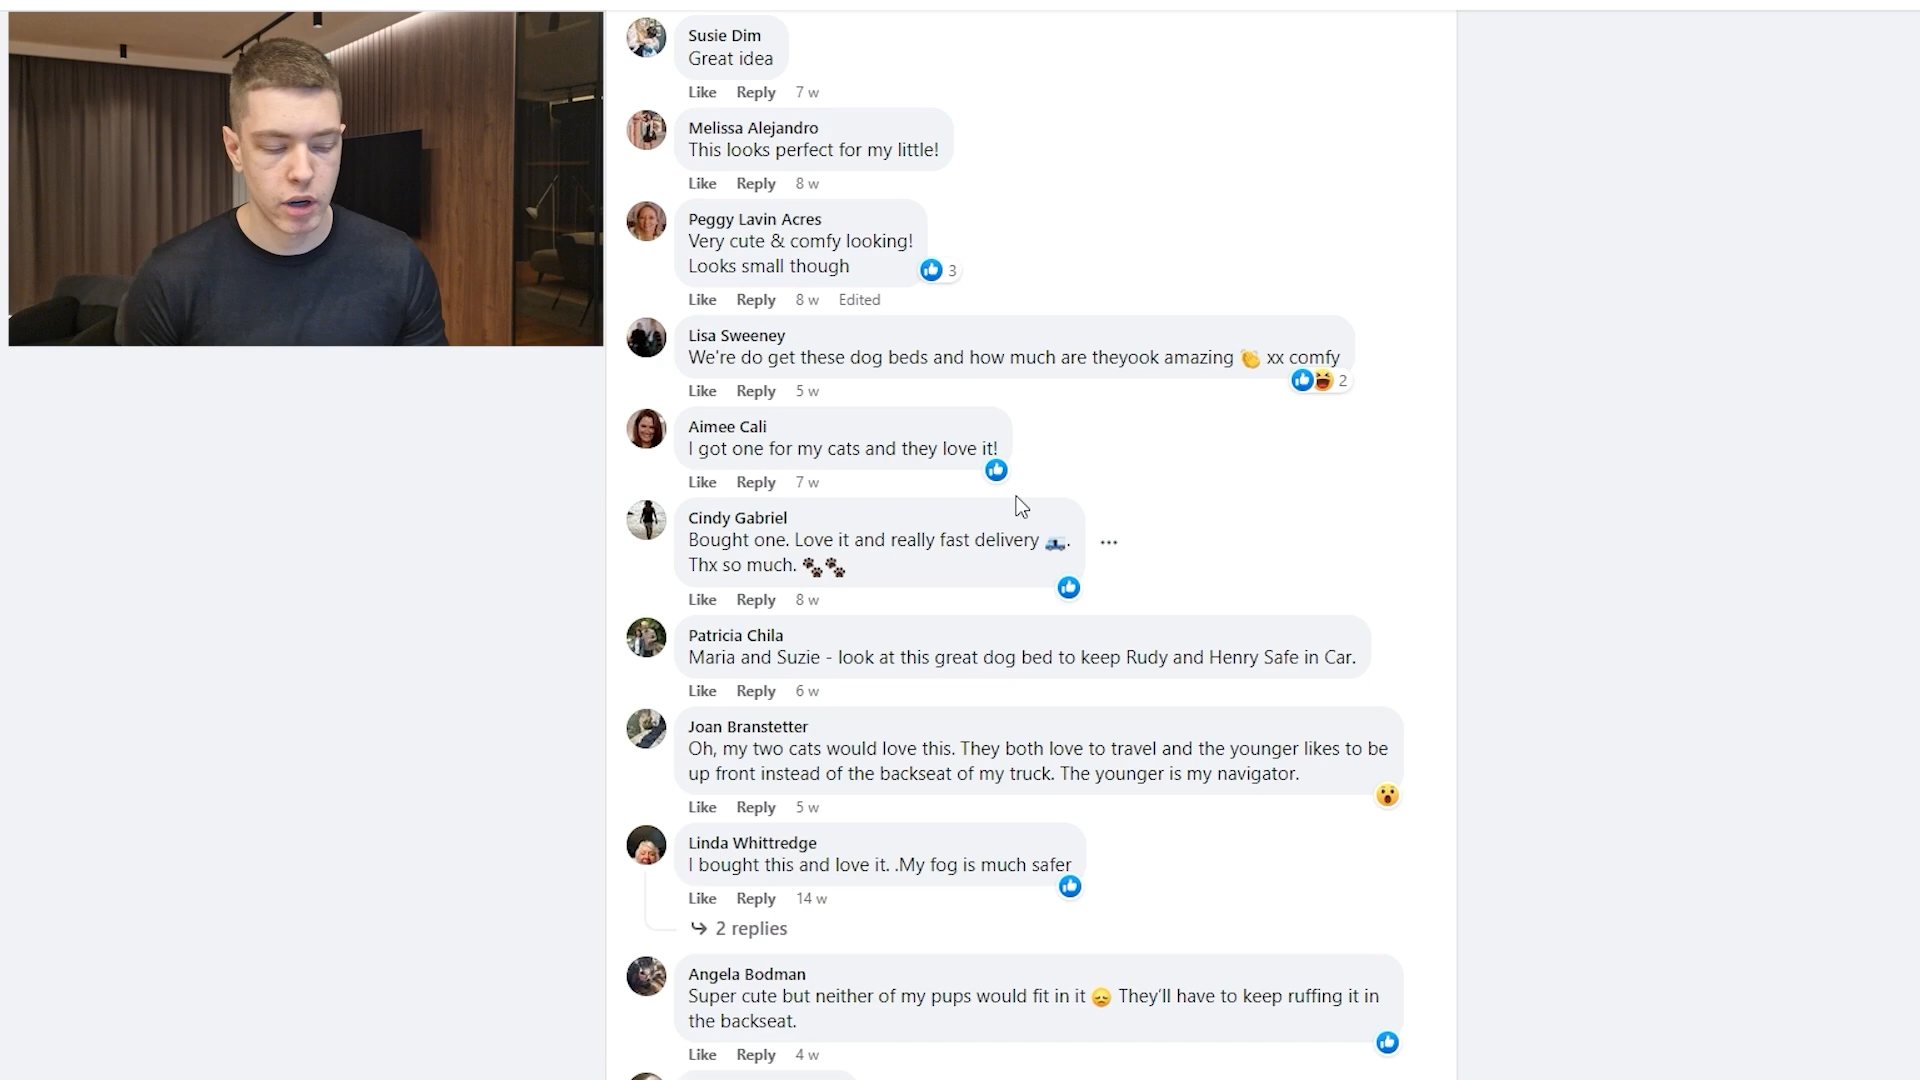 Susie Dim
Great idea
Like Reply 7 w
Melissa Alejandro
This looks perfect for my little!
Like Reply 8 w
Peggy Lavin Acres
Very cute & comfy looking!
Looks small though
3
Like Reply 8 w Edited
Lisa Sweeney
We're do get these dog beds and how much are theyook amazing 👏 xx comfy
2
Like Reply 5 w
Aimee Cali
I got one for my cats and they love it!
Like Reply 7 w
Cindy Gabriel
Bought one. Love it and really fast delivery 🚚.
Thx so much. 🐾🐾
Like Reply 8 w
Patricia Chila
Maria and Suzie - look at this great dog bed to keep Rudy and Henry Safe in Car.
Like Reply 6 w
Joan Branstetter
Oh, my two cats would love this. They both love to travel and the younger likes to be
up front instead of the backseat of my truck. The younger is my navigator.
Like Reply 5 w
Linda Whittredge
I bought this and love it. .My fog is much safer
Like Reply 14 w
2 replies
Angela Bodman
Super cute but neither of my pups would fit in it 😞 They'll have to keep ruffing it in
the backseat.
Like Reply 4 w